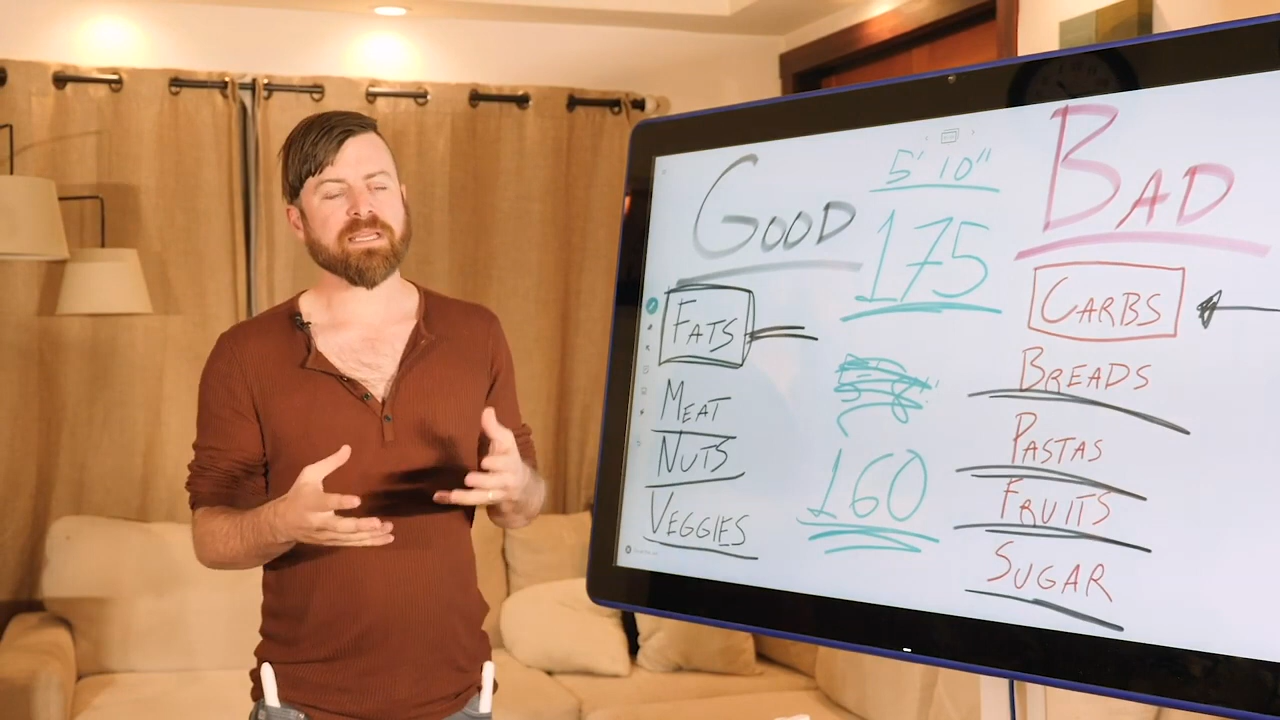 GOOD
FATS
MEAT
NUTS
VEGGIES
5' 10"
175
160
BAD
CARBS
BREADS
PASTAS
FRUITS
SUGAR